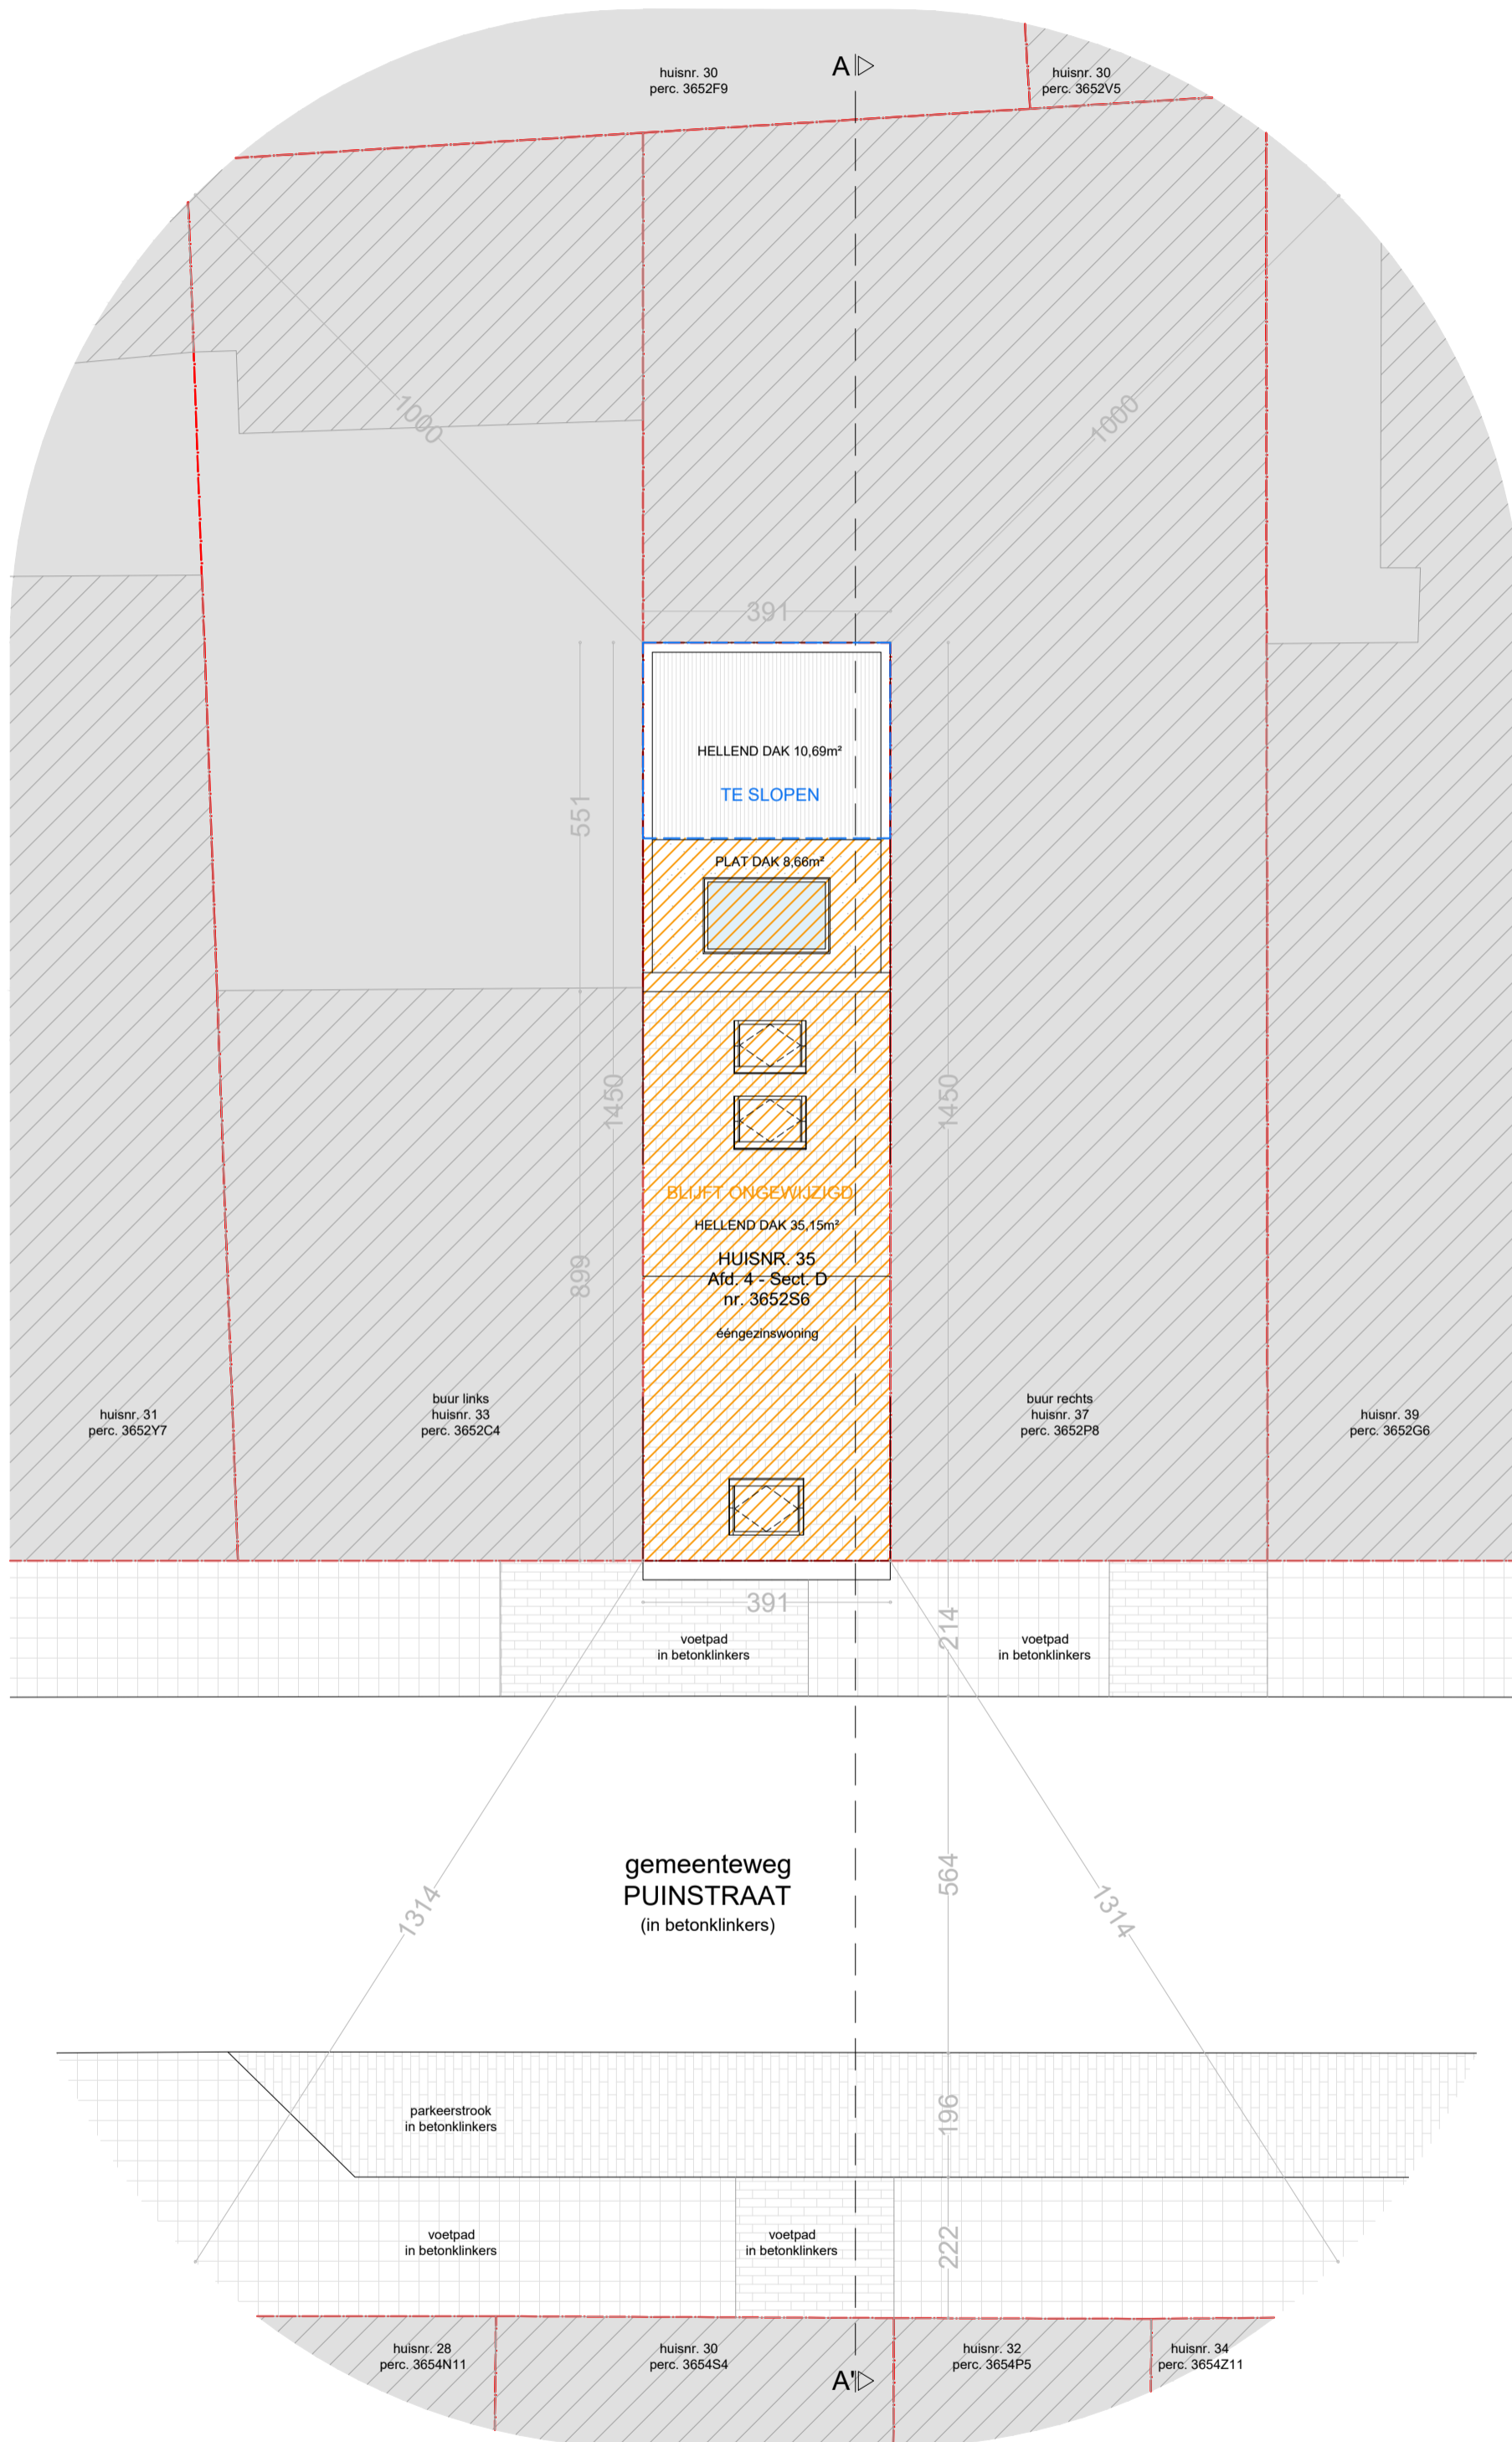 huisnr. 30
perc. 3652F9
A
huisnr. 30
perc. 3652V5
1000
1000
391
HELLEND DAK 10,69m²
TE SLOPEN
551
PLAT DAK 8,66m²
1450
1450
BLIJFT ONGEWIJZIGD
HELLEND DAK 35,15m²
HUISNR. 35
Afd. 4 - Sect. D
nr. 3652S6
899
ééngezinswoning
huisnr. 31
perc. 3652Y7
buur links
huisnr. 33
perc. 3652C4
buur rechts
huisnr. 37
perc. 3652P8
huisnr. 39
perc. 3652G6
391
214
voetpad
in betonklinkers
voetpad
in betonklinkers
gemeenteweg
PUINSTRAAT
(in betonklinkers)
564
1314
1314
parkeerstrook
in betonklinkers
196
voetpad
in betonklinkers
voetpad
in betonklinkers
222
huisnr. 28
perc. 3654N11
huisnr. 30
perc. 3654S4
A'
huisnr. 32
perc. 3654P5
huisnr. 34
perc. 3654Z11